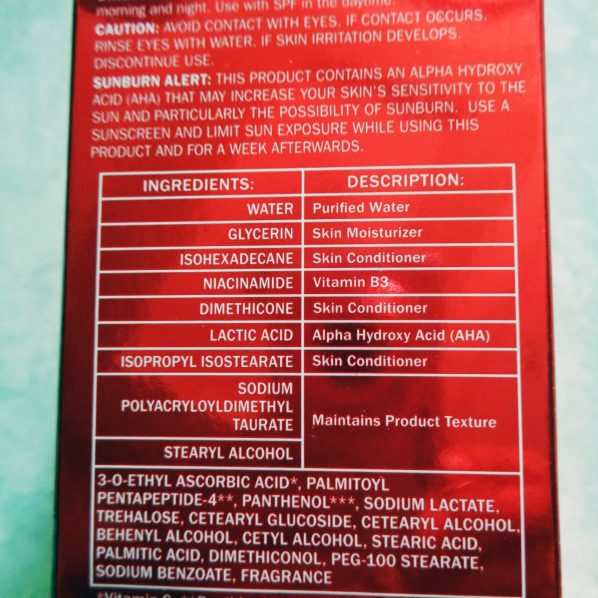 morning and night. Use with SPF in the daytime.
CAUTION: AVOID CONTACT WITH EYES. IF CONTACT OCCURS,
RINSE EYES WITH WATER. IF SKIN IRRITATION DEVELOPS,
DISCONTINUE USE.
SUNBURN ALERT: THIS PRODUCT CONTAINS AN ALPHA HYDROXY
ACID (AHA) THAT MAY INCREASE YOUR SKIN'S SENSITIVITY TO THE
SUN AND PARTICULARLY THE POSSIBILITY OF SUNBURN. USE A
SUNSCREEN AND LIMIT SUN EXPOSURE WHILE USING THIS
PRODUCT AND FOR A WEEK AFTERWARDS.
INGREDIENTS: DESCRIPTION:
WATER Purified Water
GLYCERIN Skin Moisturizer
ISOHEXADECANE Skin Conditioner
NIACINAMIDE Vitamin B3
DIMETHICONE Skin Conditioner
LACTIC ACID Alpha Hydroxy Acid (AHA)
ISOPROPYL ISOSTEARATE Skin Conditioner
SODIUM
POLYACRYLOYLDIMETHYL
TAURATE
Maintains Product Texture
STEARYL ALCOHOL
3-O-ETHYL ASCORBIC ACID*, PALMITOYL
PENTAPEPTIDE-4**, PANTHENOL***, SODIUM LACTATE,
TREHALOSE, CETEARYL GLUCOSIDE, CETEARYL ALCOHOL,
BEHENYL ALCOHOL, CETYL ALCOHOL, STEARIC ACID,
PALMITIC ACID, DIMETHICONOL, PEG-100 STEARATE,
SODIUM BENZOATE, FRAGRANCE